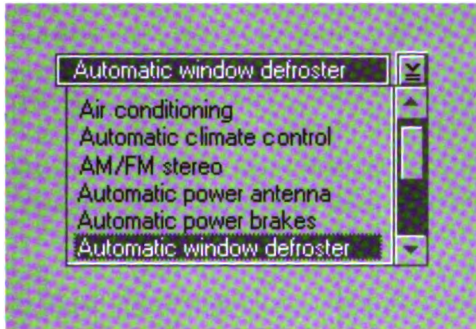 Automatic window defroster
Air conditioning
Automatic climate control
AM/FM stereo
Automatic power antenna
Automatic power brakes
Automatic window defroster